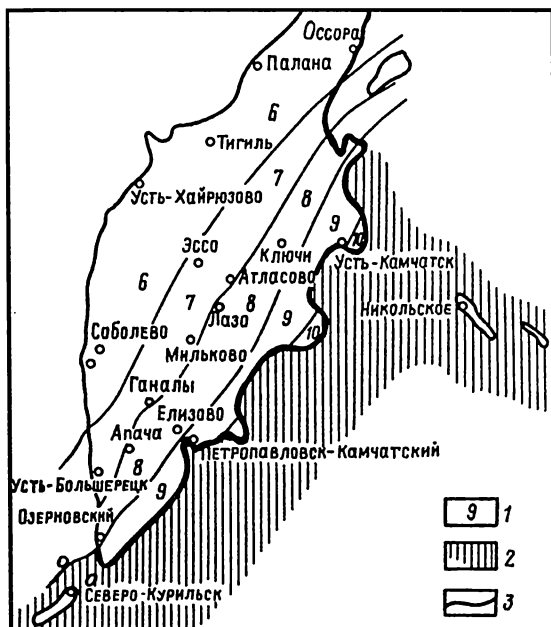 Оссора
Палана
6
Тигиль
7
Усть-Хайрюзово
8
9
10
Эссо
Ключи
Усть-Камчатск
6
Атласово
7
8
Лазо
Никольское
9
10
Соболево
Мильково
Ганалы
Елизово
Апача
Петропавловск-Камчатский
8
Усть-Большерецк
9
9 1
Озерновский
2
Северо-Курильск
3